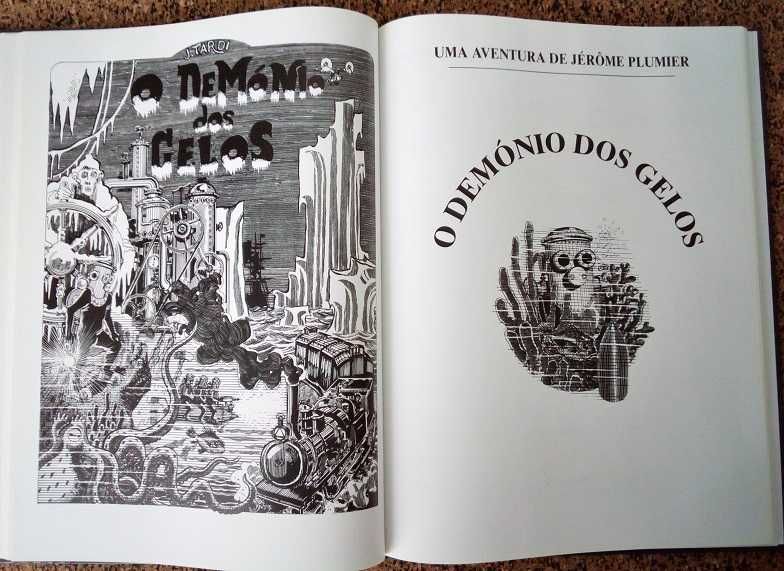 J. TARDI
O DEMÓNIO
dos
GELOS
UMA AVENTURA DE JÉRÔME PLUMIER
O DEMÓNIO DOS GELOS